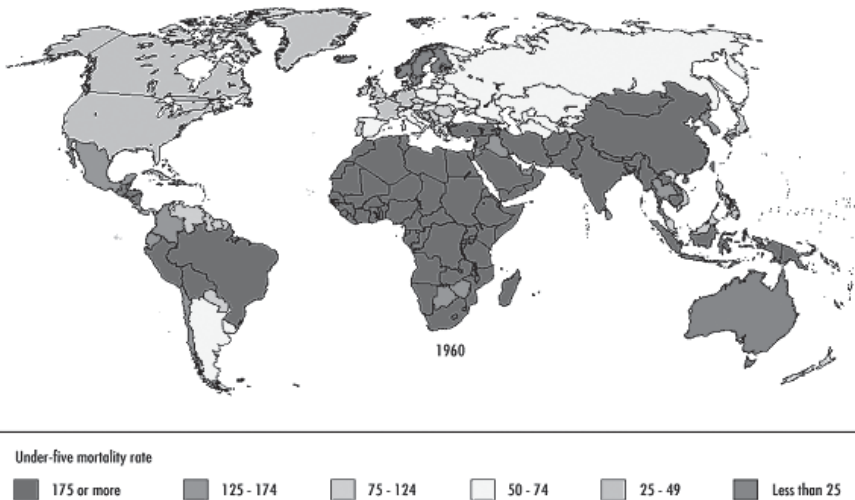 1960
Under-five mortality rate
175 or more 125 - 174 75 - 124 50 - 74 25 - 49 Less than 25